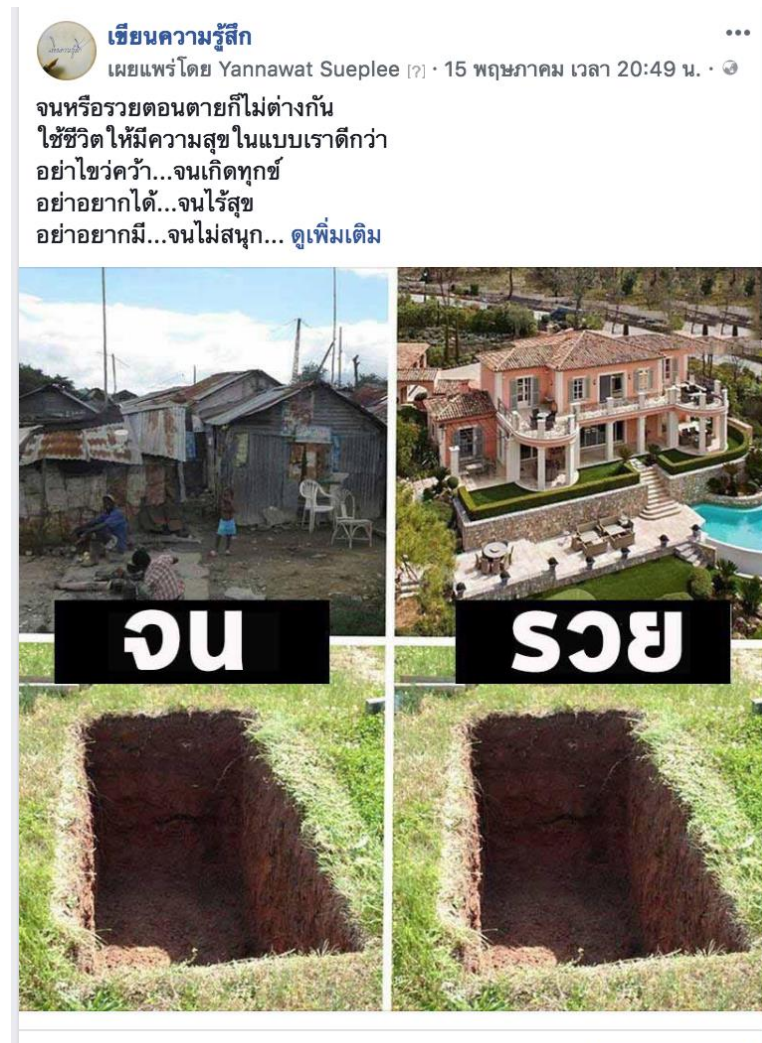 เขียนความรู้สึก
เผยแพร่โดย Yannawat Sueplee [?] · 15 พฤษภาคม เวลา 20:49 น. ·
จนหรือรวยตอนตายก็ไม่ต่างกัน
ใช้ชีวิตให้มีความสุขในแบบเราดีกว่า
อย่าไขว่คว้า...จนเกิดทุกข์
อย่าอยากได้...จนไร้สุข
อย่าอยากมี...จนไม่สนุก... ดูเพิ่มเติม
จน
รวย